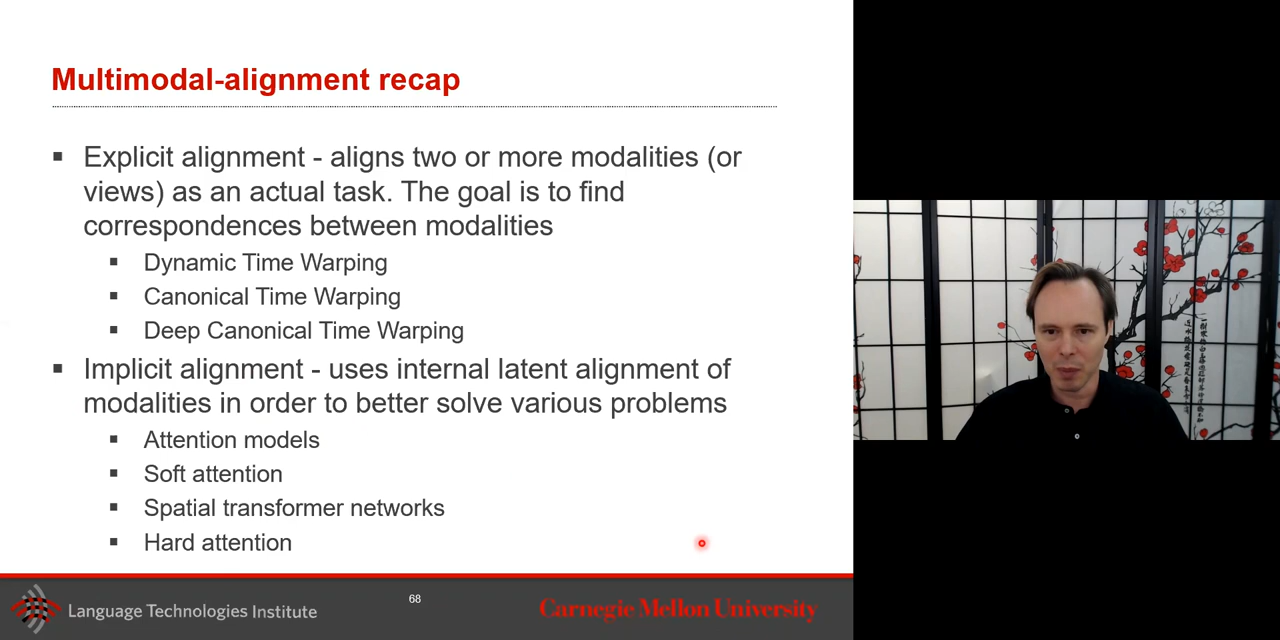 Multimodal-alignment recap
▪ Explicit alignment - aligns two or more modalities (or
views) as an actual task. The goal is to find
correspondences between modalities
▪ Dynamic Time Warping
▪ Canonical Time Warping
▪ Deep Canonical Time Warping
▪ Implicit alignment - uses internal latent alignment of
modalities in order to better solve various problems
▪ Attention models
▪ Soft attention
▪ Spatial transformer networks
▪ Hard attention
Language Technologies Institute
68
Carnegie Mellon University